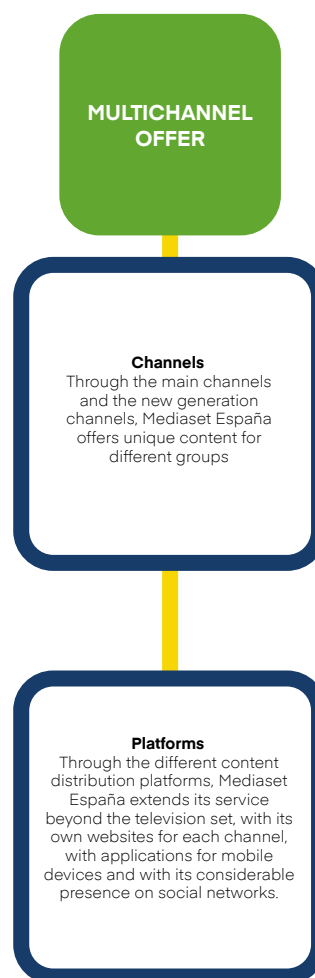 MULTICHANNEL
OFFER
Channels
Through the main channels
and the new generation
channels, Mediaset España
offers unique content for
different groups
Platforms
Through the different content
distribution platforms, Mediaset
España extends its service
beyond the television set, with its
own websites for each channel,
with applications for mobile
devices and with its considerable
presence on social networks.